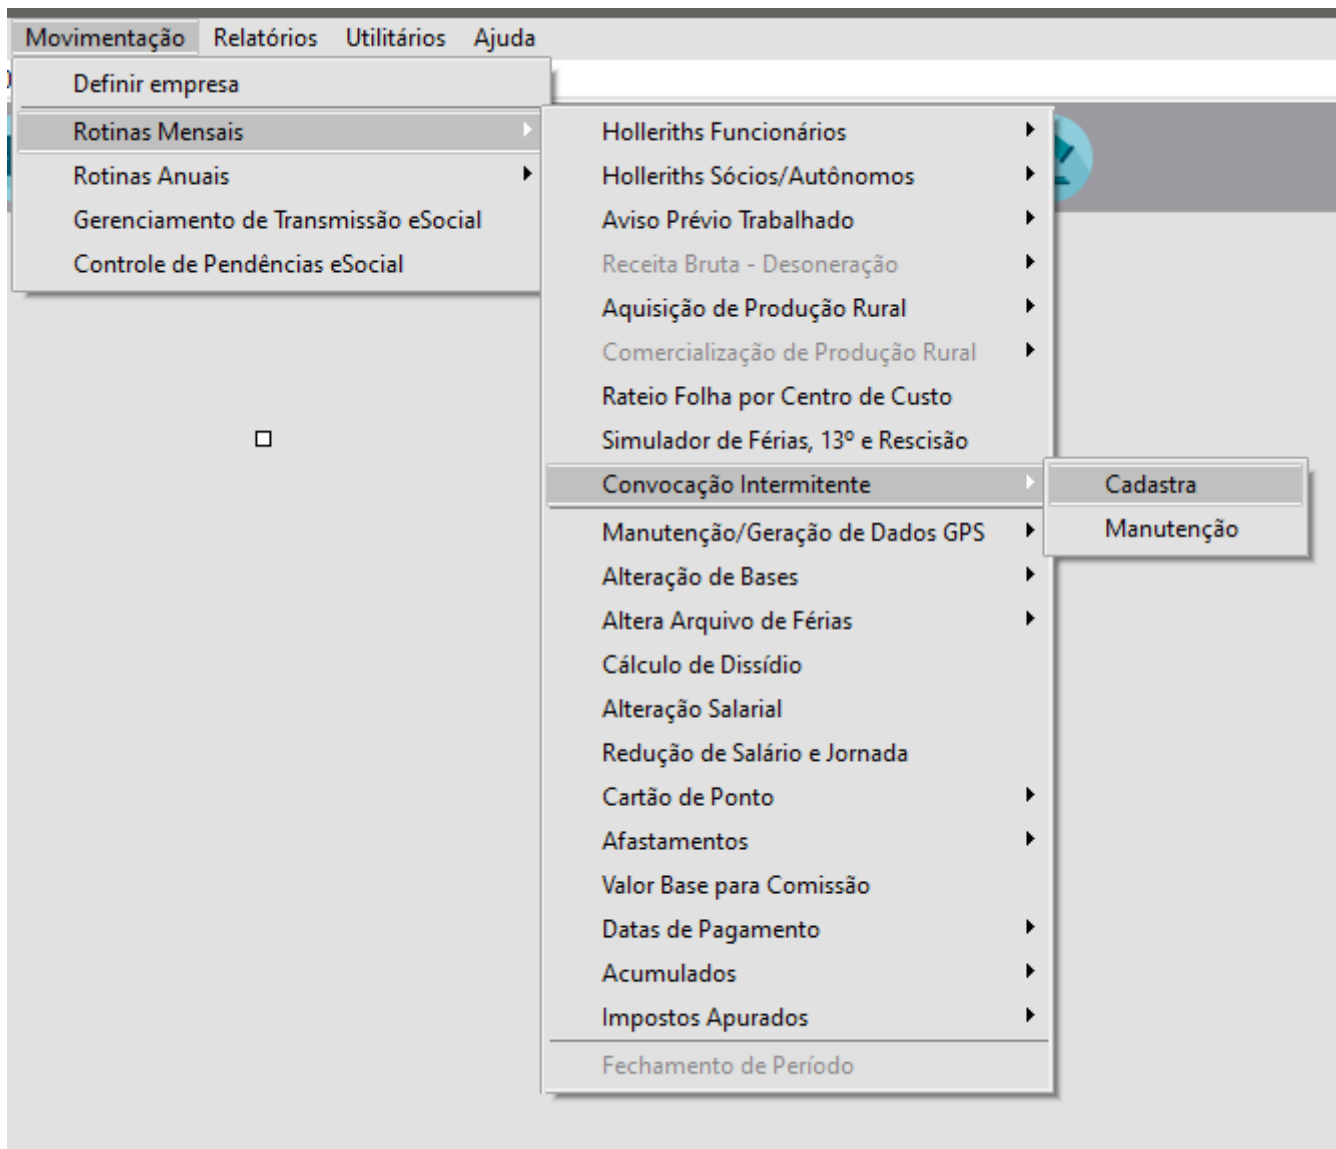 Movimentação Relatórios Utilitários Ajuda
Definir empresa
Rotinas Mensais
Rotinas Anuais
Gerenciamento de Transmissão eSocial
Controle de Pendências eSocial
Holleriths Funcionários
Holleriths Sócios/Autônomos
Aviso Prévio Trabalhado
Receita Bruta - Desoneração
Aquisição de Produção Rural
Comercialização de Produção Rural
Rateio Folha por Centro de Custo
Simulador de Férias, 13º e Rescisão
Convocação Intermitente
Manutenção/Geração de Dados GPS
Alteração de Bases
Altera Arquivo de Férias
Cálculo de Dissídio
Alteração Salarial
Redução de Salário e Jornada
Cartão de Ponto
Afastamentos
Valor Base para Comissão
Datas de Pagamento
Acumulados
Impostos Apurados
Fechamento de Período
Cadastra
Manutenção